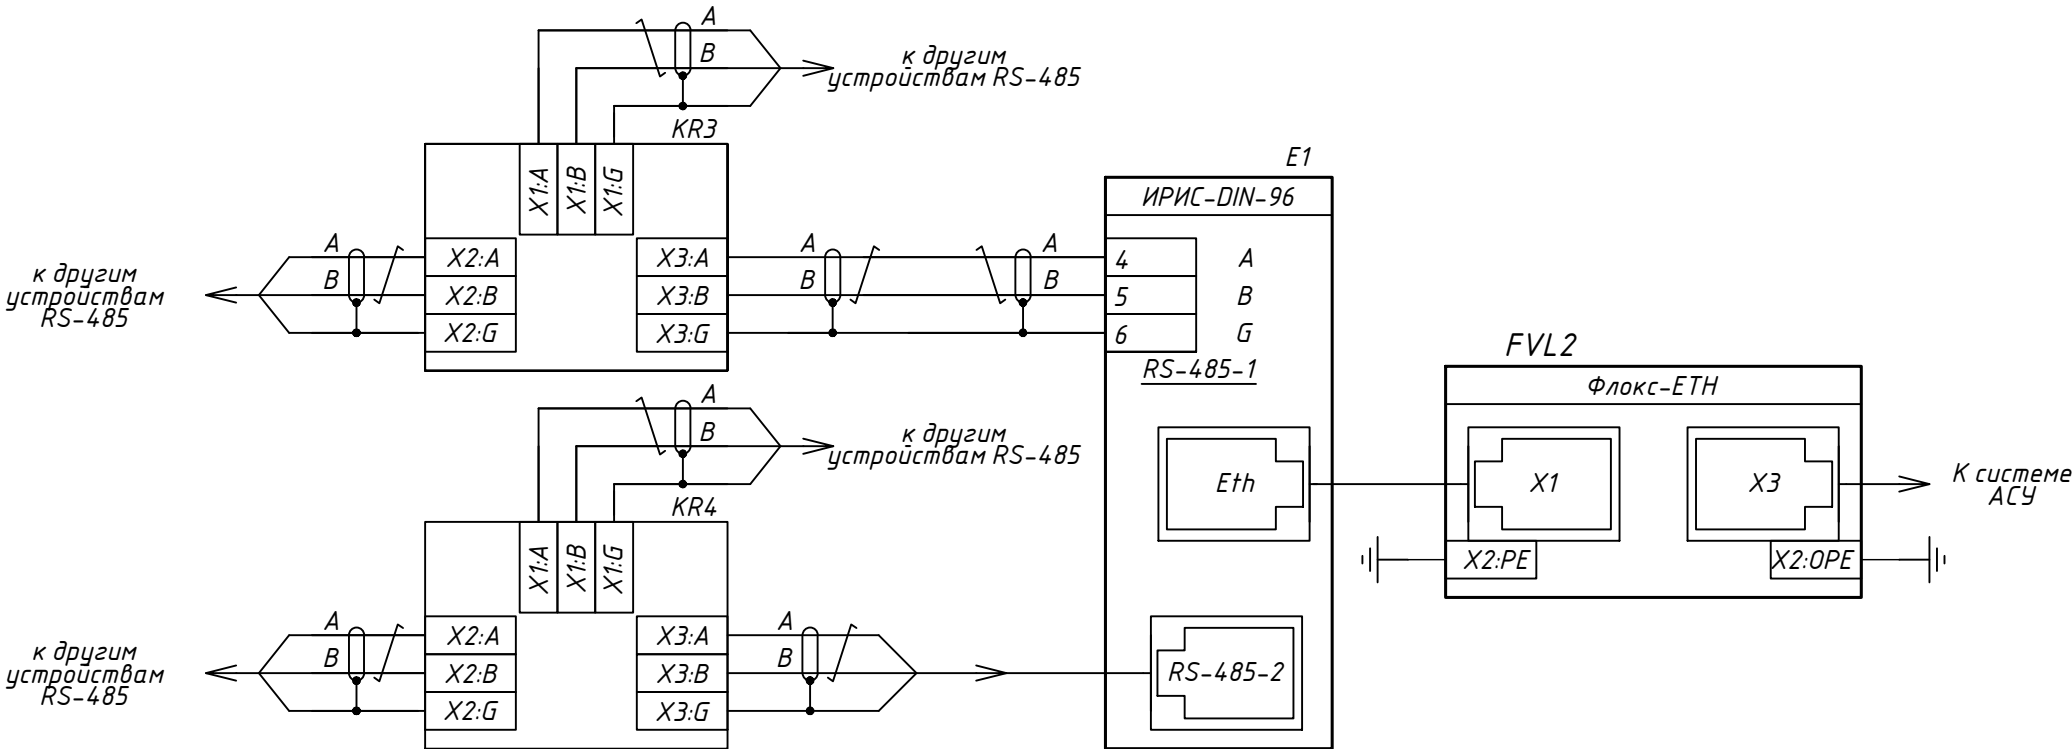 A
B
к другим
устройствам RS-485
KR3
X1:A
X1:B
X1:G
A
B
к другим
устройствам
RS-485
X2:A
X2:B
X2:G
X3:A
X3:B
X3:G
A
B
A
B
E1
ИРИС-DIN-96
4 A
5 B
6 G
RS-485-1
A
B
к другим
устройствам RS-485
KR4
X1:A
X1:B
X1:G
A
B
к другим
устройствам
RS-485
X2:A
X2:B
X2:G
X3:A
X3:B
X3:G
A
B
Eth
RS-485-2
FVL2
Флокс-ETH
X1
X3
X2:PE
X2:OPE
К системе
АСУ